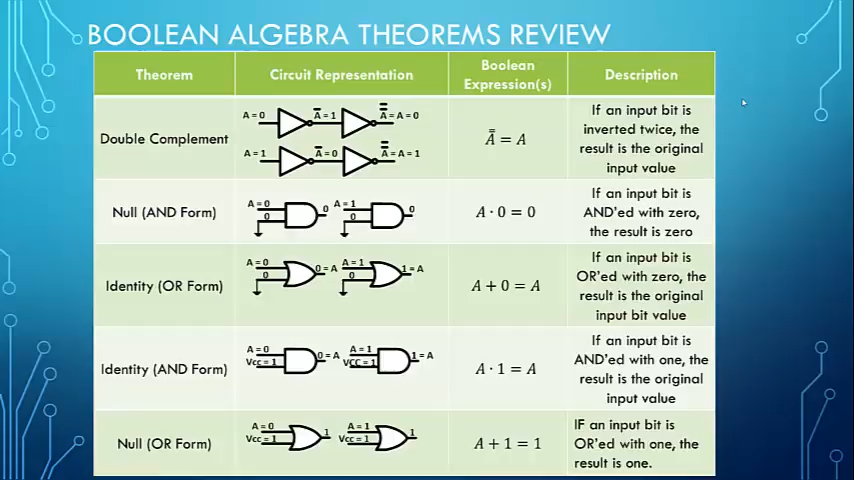 BOOLEAN ALGEBRA THEOREMS REVIEW
Theorem
Circuit Representation
Boolean
Expression(s)
Description
Double Complement
A = 0
A̅ = 1
A̿ = A = 0
A = 1
A̅ = 0
A̿ = A = 1
A̿ = A
If an input bit is
inverted twice, the
result is the original
input value
Null (AND Form)
A = 0
0
0
A = 1
0
0
A · 0 = 0
If an input bit is
AND'ed with zero,
the result is zero
Identity (OR Form)
A = 0
0
0 = A
A = 1
0
1 = A
A + 0 = A
If an input bit is
OR'ed with zero, the
result is the original
input bit value
Identity (AND Form)
A = 0
Vcc = 1
0 = A
A = 1
VCC = 1
1 = A
A · 1 = A
If an input bit is
AND'ed with one, the
result is the original
input value
Null (OR Form)
A = 0
Vcc = 1
1
A = 1
Vcc = 1
1
A + 1 = 1
IF an input bit is
OR'ed with one, the
result is one.